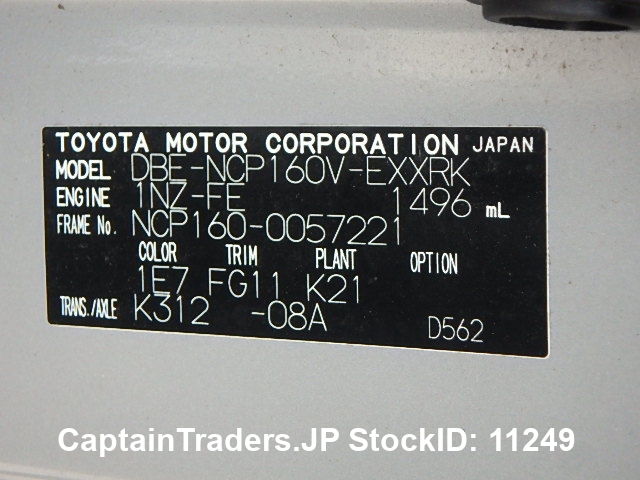 TOYOTA MOTOR CORPORATION JAPAN
MODEL DBE-NCP160V-EXXRK
ENGINE 1NZ-FE 1496 mL
FRAME No. NCP160-0057221
COLOR TRIM PLANT OPTION
1E7 FG11 K21
TRANS./AXLE K312 -08A D562
CaptainTraders.JP StockID: 11249